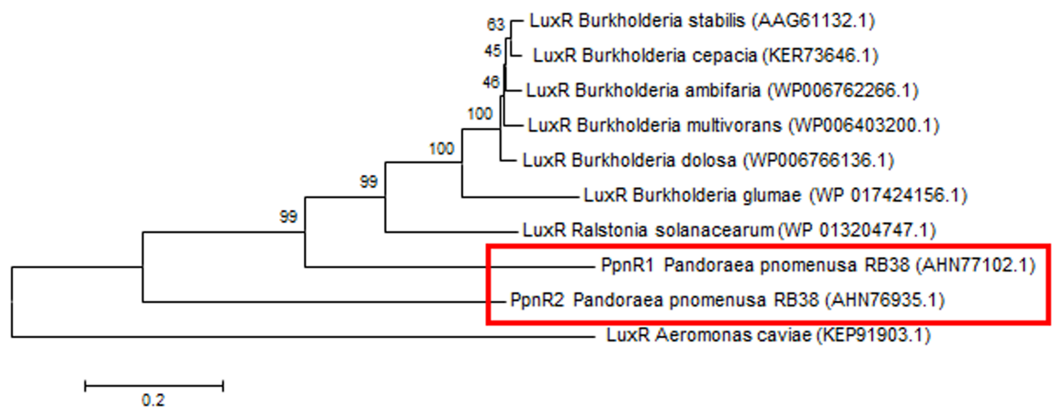 63
LuxR Burkholderia stabilis (AAG61132.1)
45
LuxR Burkholderia cepacia (KER73646.1)
46
LuxR Burkholderia ambifaria (WP006762266.1)
100
LuxR Burkholderia multivorans (WP006403200.1)
100
LuxR Burkholderia dolosa (WP006766136.1)
99
LuxR Burkholderia glumae (WP 017424156.1)
99
LuxR Ralstonia solanacearum (WP 013204747.1)
PpnR1 Pandoraea pnomenusa RB38 (AHN77102.1)
PpnR2 Pandoraea pnomenusa RB38 (AHN76935.1)
LuxR Aeromonas caviae (KEP91903.1)
0.2